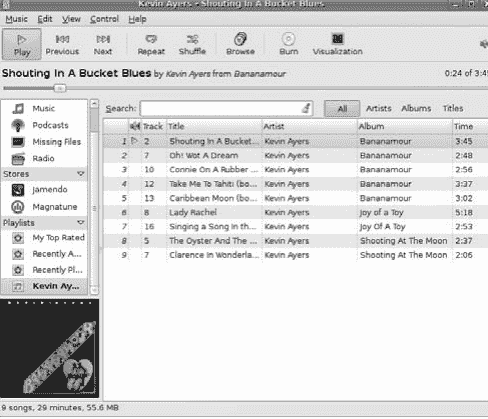 Kevin Ayers • Shouting In A Bucket Blues
Music Edit View Control Help
Play Previous Next Repeat Shuffle Browse Burn Visualization
Shouting In A Bucket Blues by Kevin Ayers from Bananamour 0:24 of 3:45
Music
Podcasts
Missing Files
Radio
Stores
Jamendo
Magnatune
Playlists
My Top Rated
Recently A...
Recently Pl...
Kevin Ay...
Search: All Artists Albums Titles
Track Title Artist Album Time
1 2 Shouting In A Bucket... Kevin Ayers Bananamour 3:45
2 7 Oh! Wot A Dream Kevin Ayers Bananamour 2:48
3 10 Connie On A Rubber ... Kevin Ayers Bananamour 2:56
4 12 Take Me To Tahiti (bo... Kevin Ayers Bananamour 3:37
5 13 Caribbean Moon (bo... Kevin Ayers Bananamour 3:02
6 8 Lady Rachel Kevin Ayers Joy of a Toy 5:18
7 16 Singing a Song In th... Kevin Ayers Joy Of A Toy 2:53
8 5 The Oyster And The ... Kevin Ayers Shooting At The Moon 2:37
9 7 Clarence In Wonderla... Kevin Ayers Shooting At The Moon 2:06
9 songs, 29 minutes, 55.6 MB